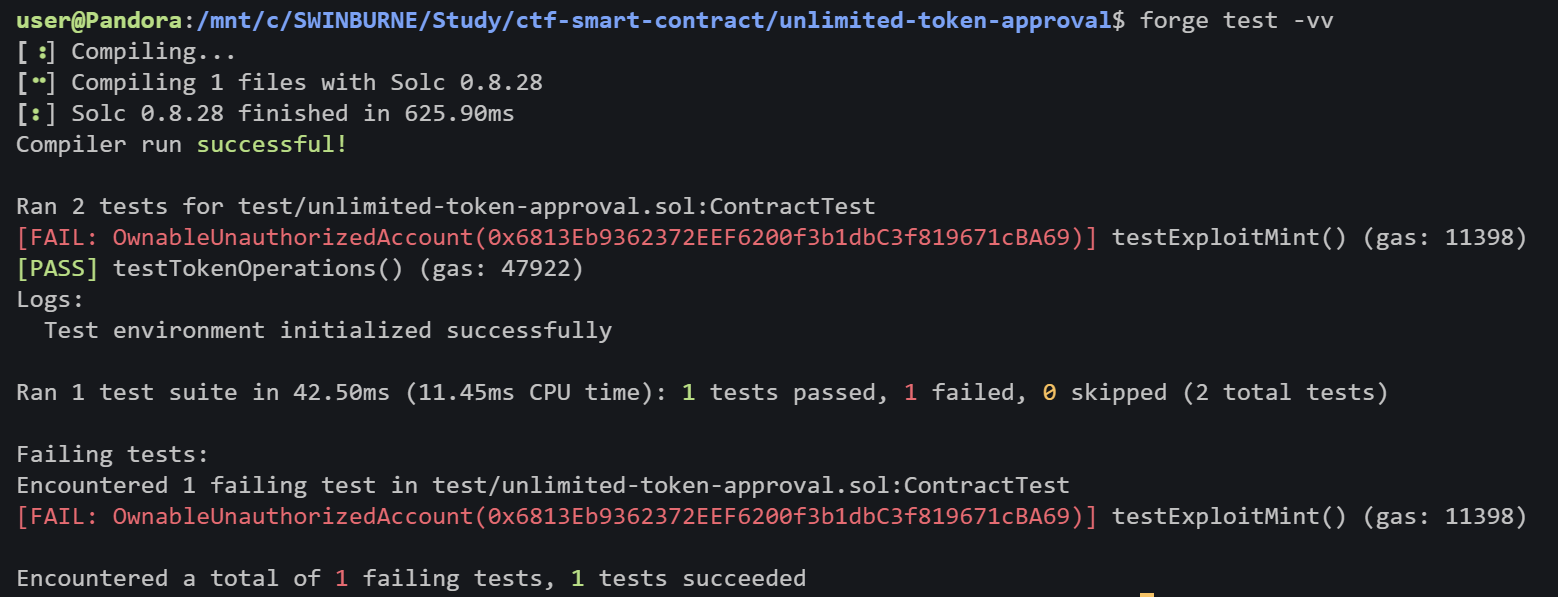 user@Pandora:/mnt/c/SWINBURNE/Study/ctf-smart-contract/unlimited-token-approval$ forge test -vv
[⠰] Compiling...
[⠒] Compiling 1 files with Solc 0.8.28
[⠆] Solc 0.8.28 finished in 625.90ms
Compiler run successful!
Ran 2 tests for test/unlimited-token-approval.sol:ContractTest
[FAIL: OwnableUnauthorizedAccount(0x6813Eb9362372EEF6200f3b1dbC3f819671cBA69)] testExploitMint() (gas: 11398)
[PASS] testTokenOperations() (gas: 47922)
Logs:
Test environment initialized successfully
Ran 1 test suite in 42.50ms (11.45ms CPU time): 1 tests passed, 1 failed, 0 skipped (2 total tests)
Failing tests:
Encountered 1 failing test in test/unlimited-token-approval.sol:ContractTest
[FAIL: OwnableUnauthorizedAccount(0x6813Eb9362372EEF6200f3b1dbC3f819671cBA69)] testExploitMint() (gas: 11398)
Encountered a total of 1 failing tests, 1 tests succeeded